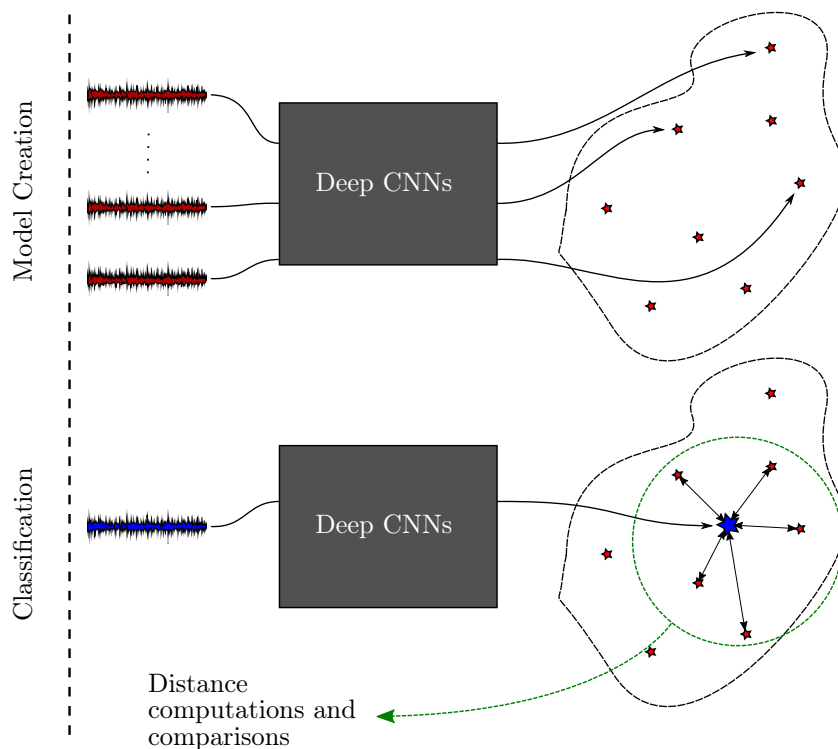 Model Creation
Deep CNNs
Classification
Deep CNNs
Distance
computations and
comparisons